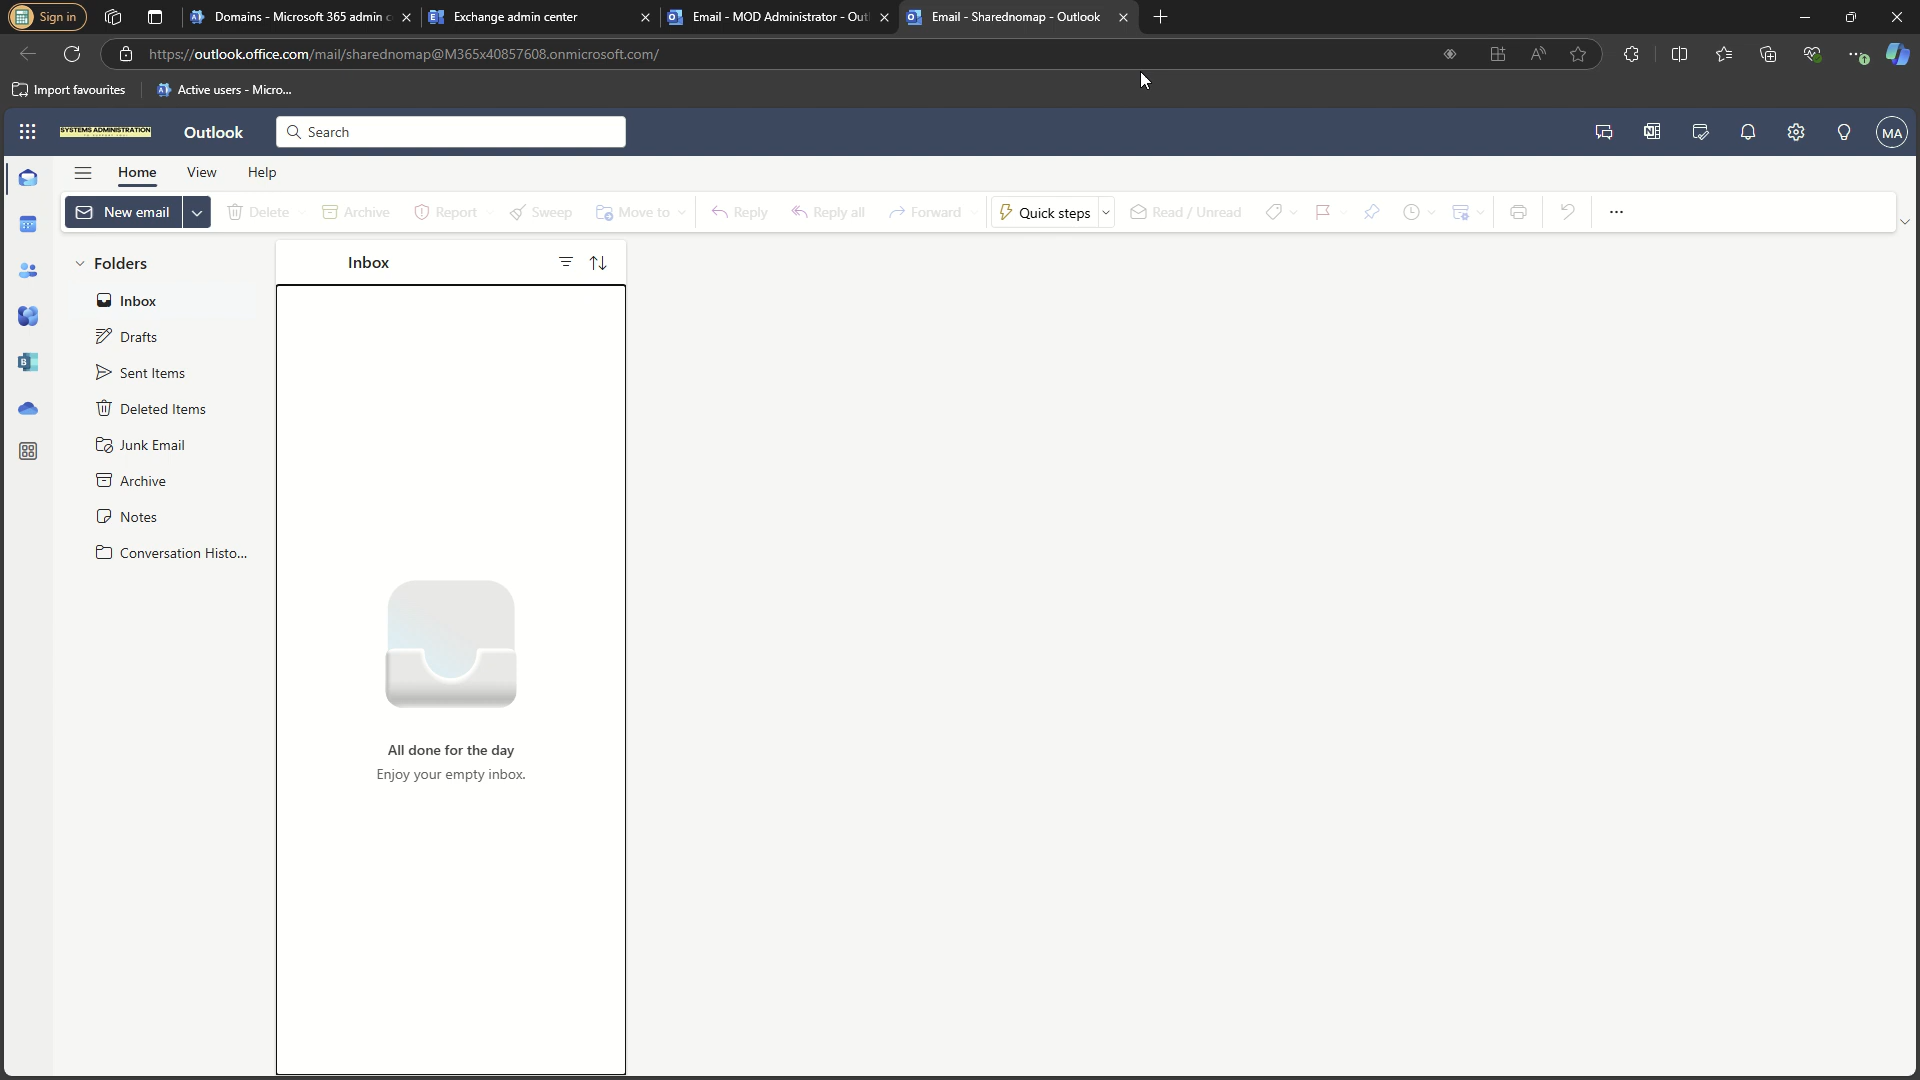 Sign in
Domains - Microsoft 365 admin c
Exchange admin center
Email - MOD Administrator - Outl
Email - Sharednomap - Outlook
https://outlook.office.com/mail/sharednomap@M365x40857608.onmicrosoft.com/
Import favourites
Active users - Micro...
SYSTEMS ADMINISTRATION
Outlook
Search
MA
Home
View
Help
New email
Delete
Archive
Report
Sweep
Move to
Reply
Reply all
Forward
Quick steps
Read / Unread
Folders
Inbox
Inbox
Drafts
Sent Items
Deleted Items
Junk Email
Archive
Notes
Conversation Histo...
All done for the day
Enjoy your empty inbox.